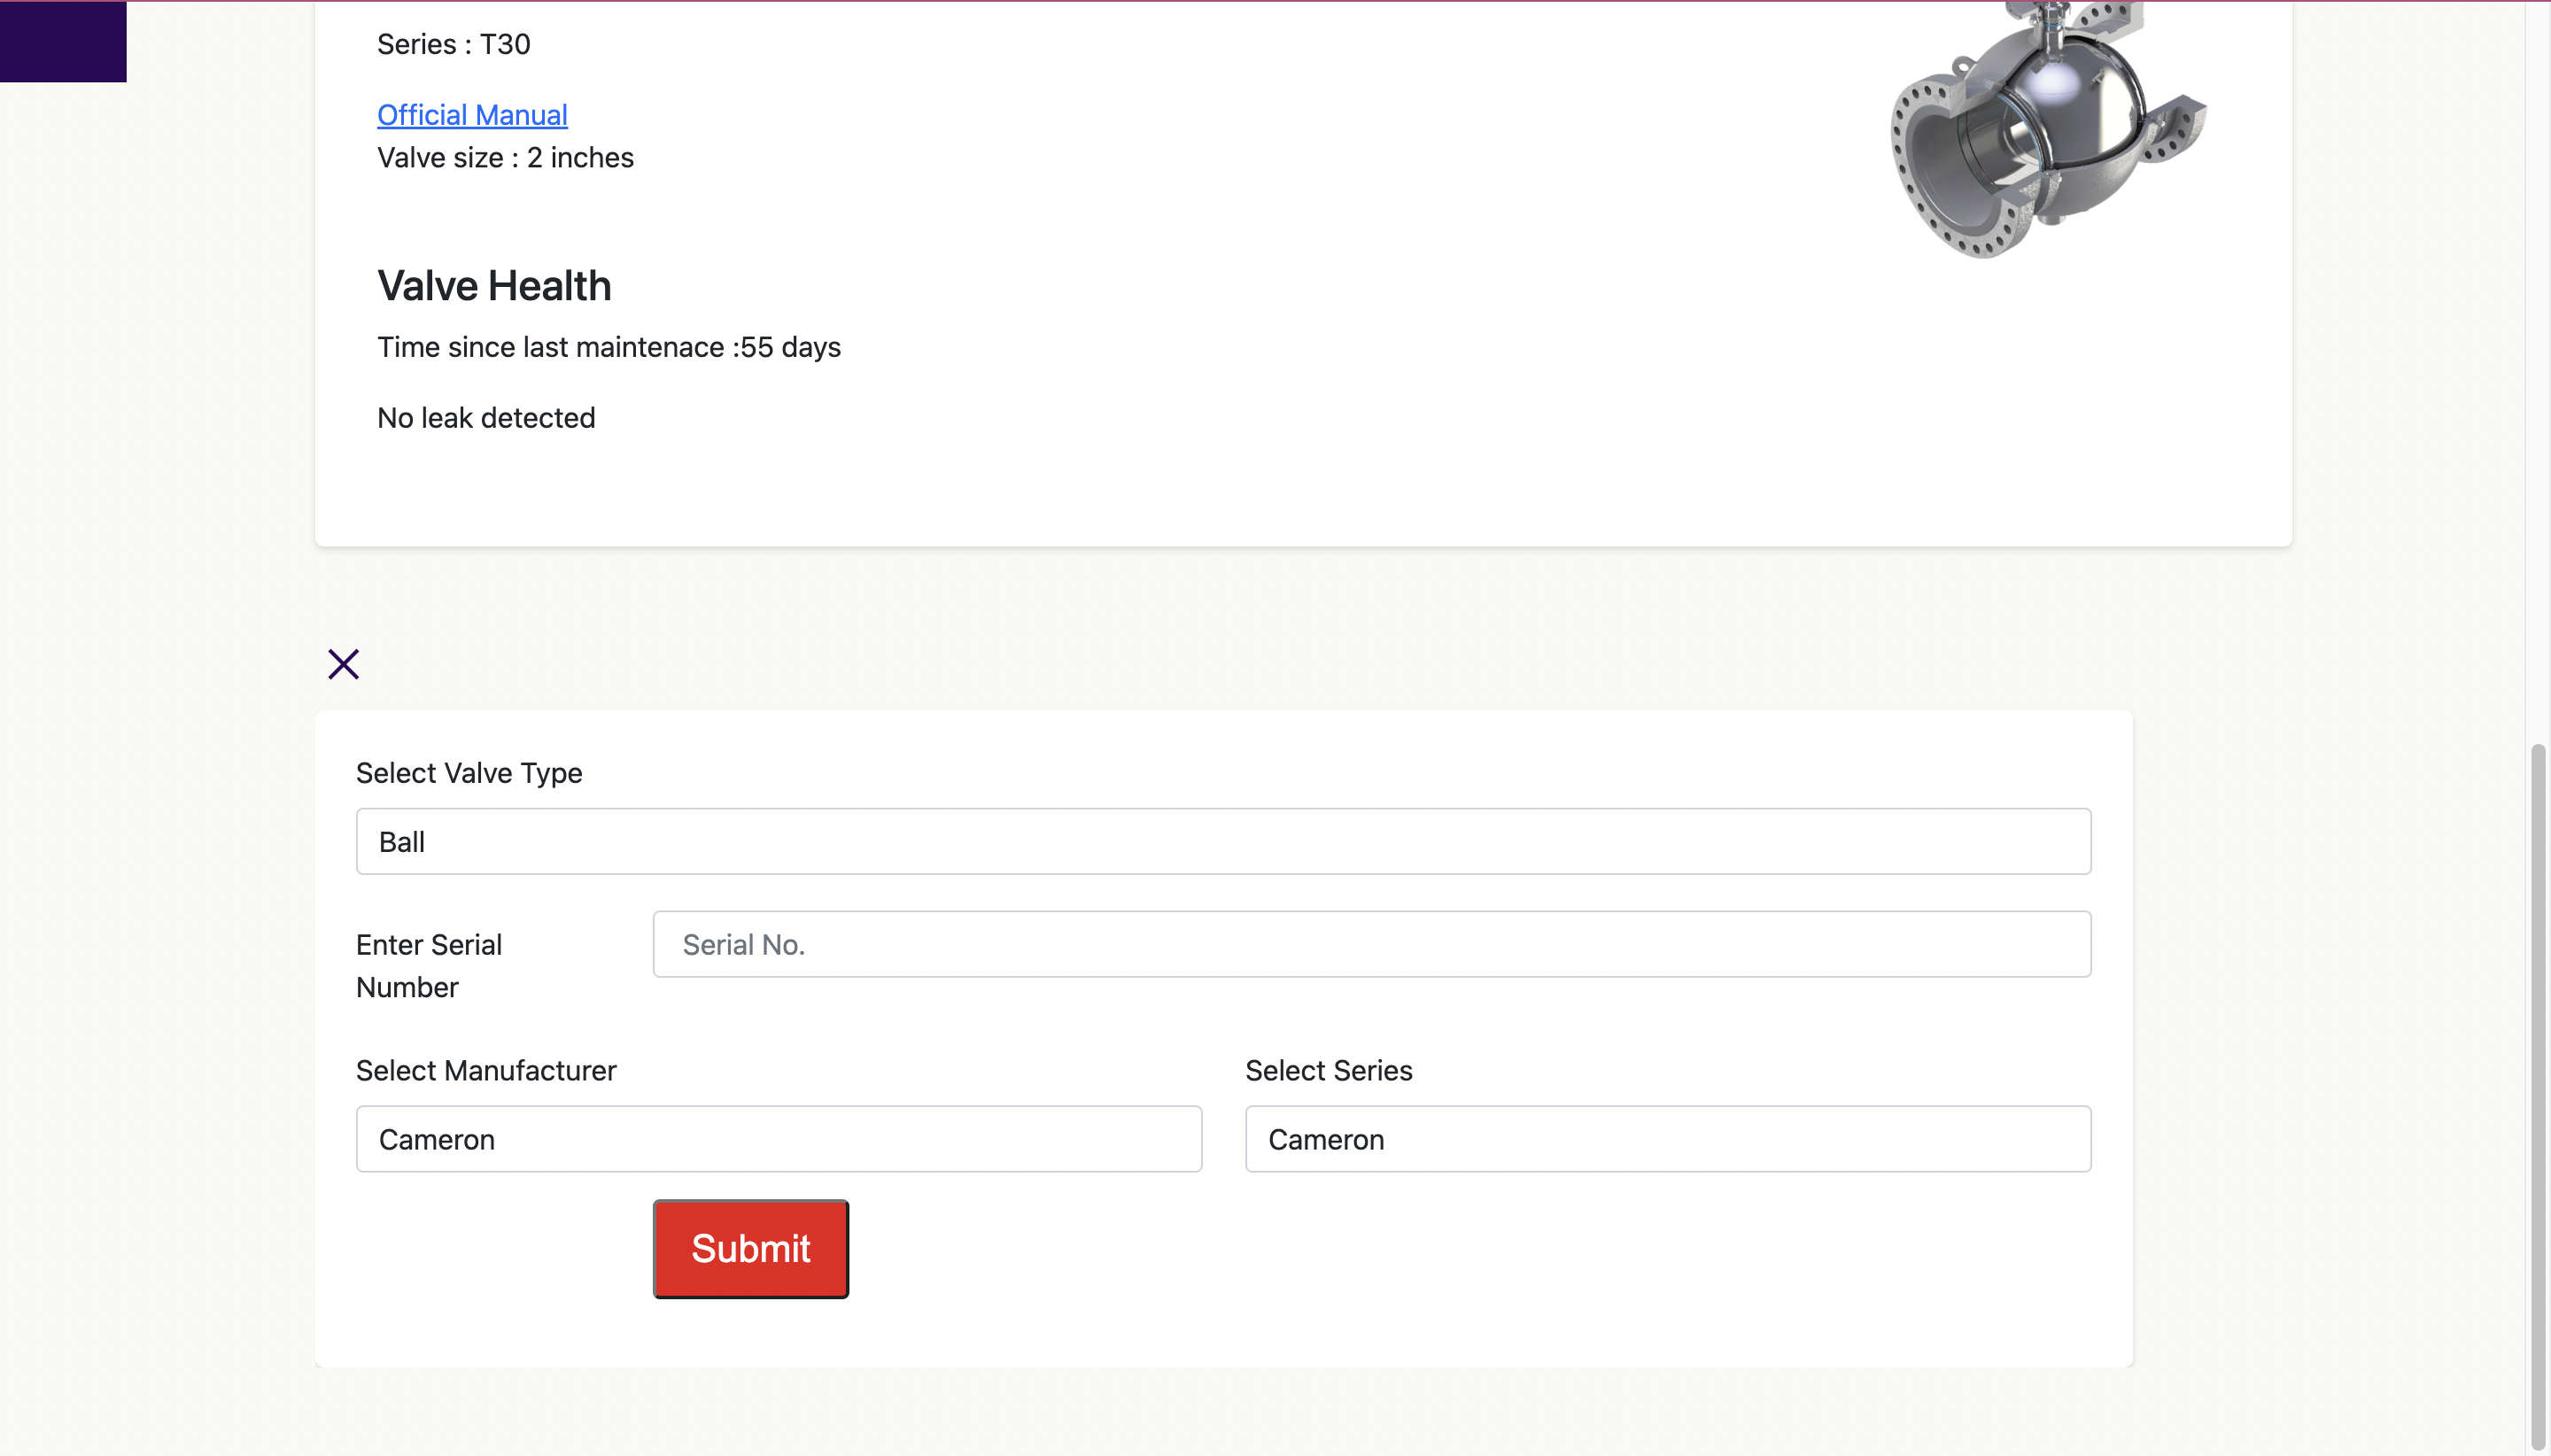 Series : T30
Official Manual
Valve size : 2 inches
Valve Health
Time since last maintenace :55 days
No leak detected
Select Valve Type
Ball
Enter Serial
Number
Serial No.
Select Manufacturer
Select Series
Cameron
Cameron
Submit